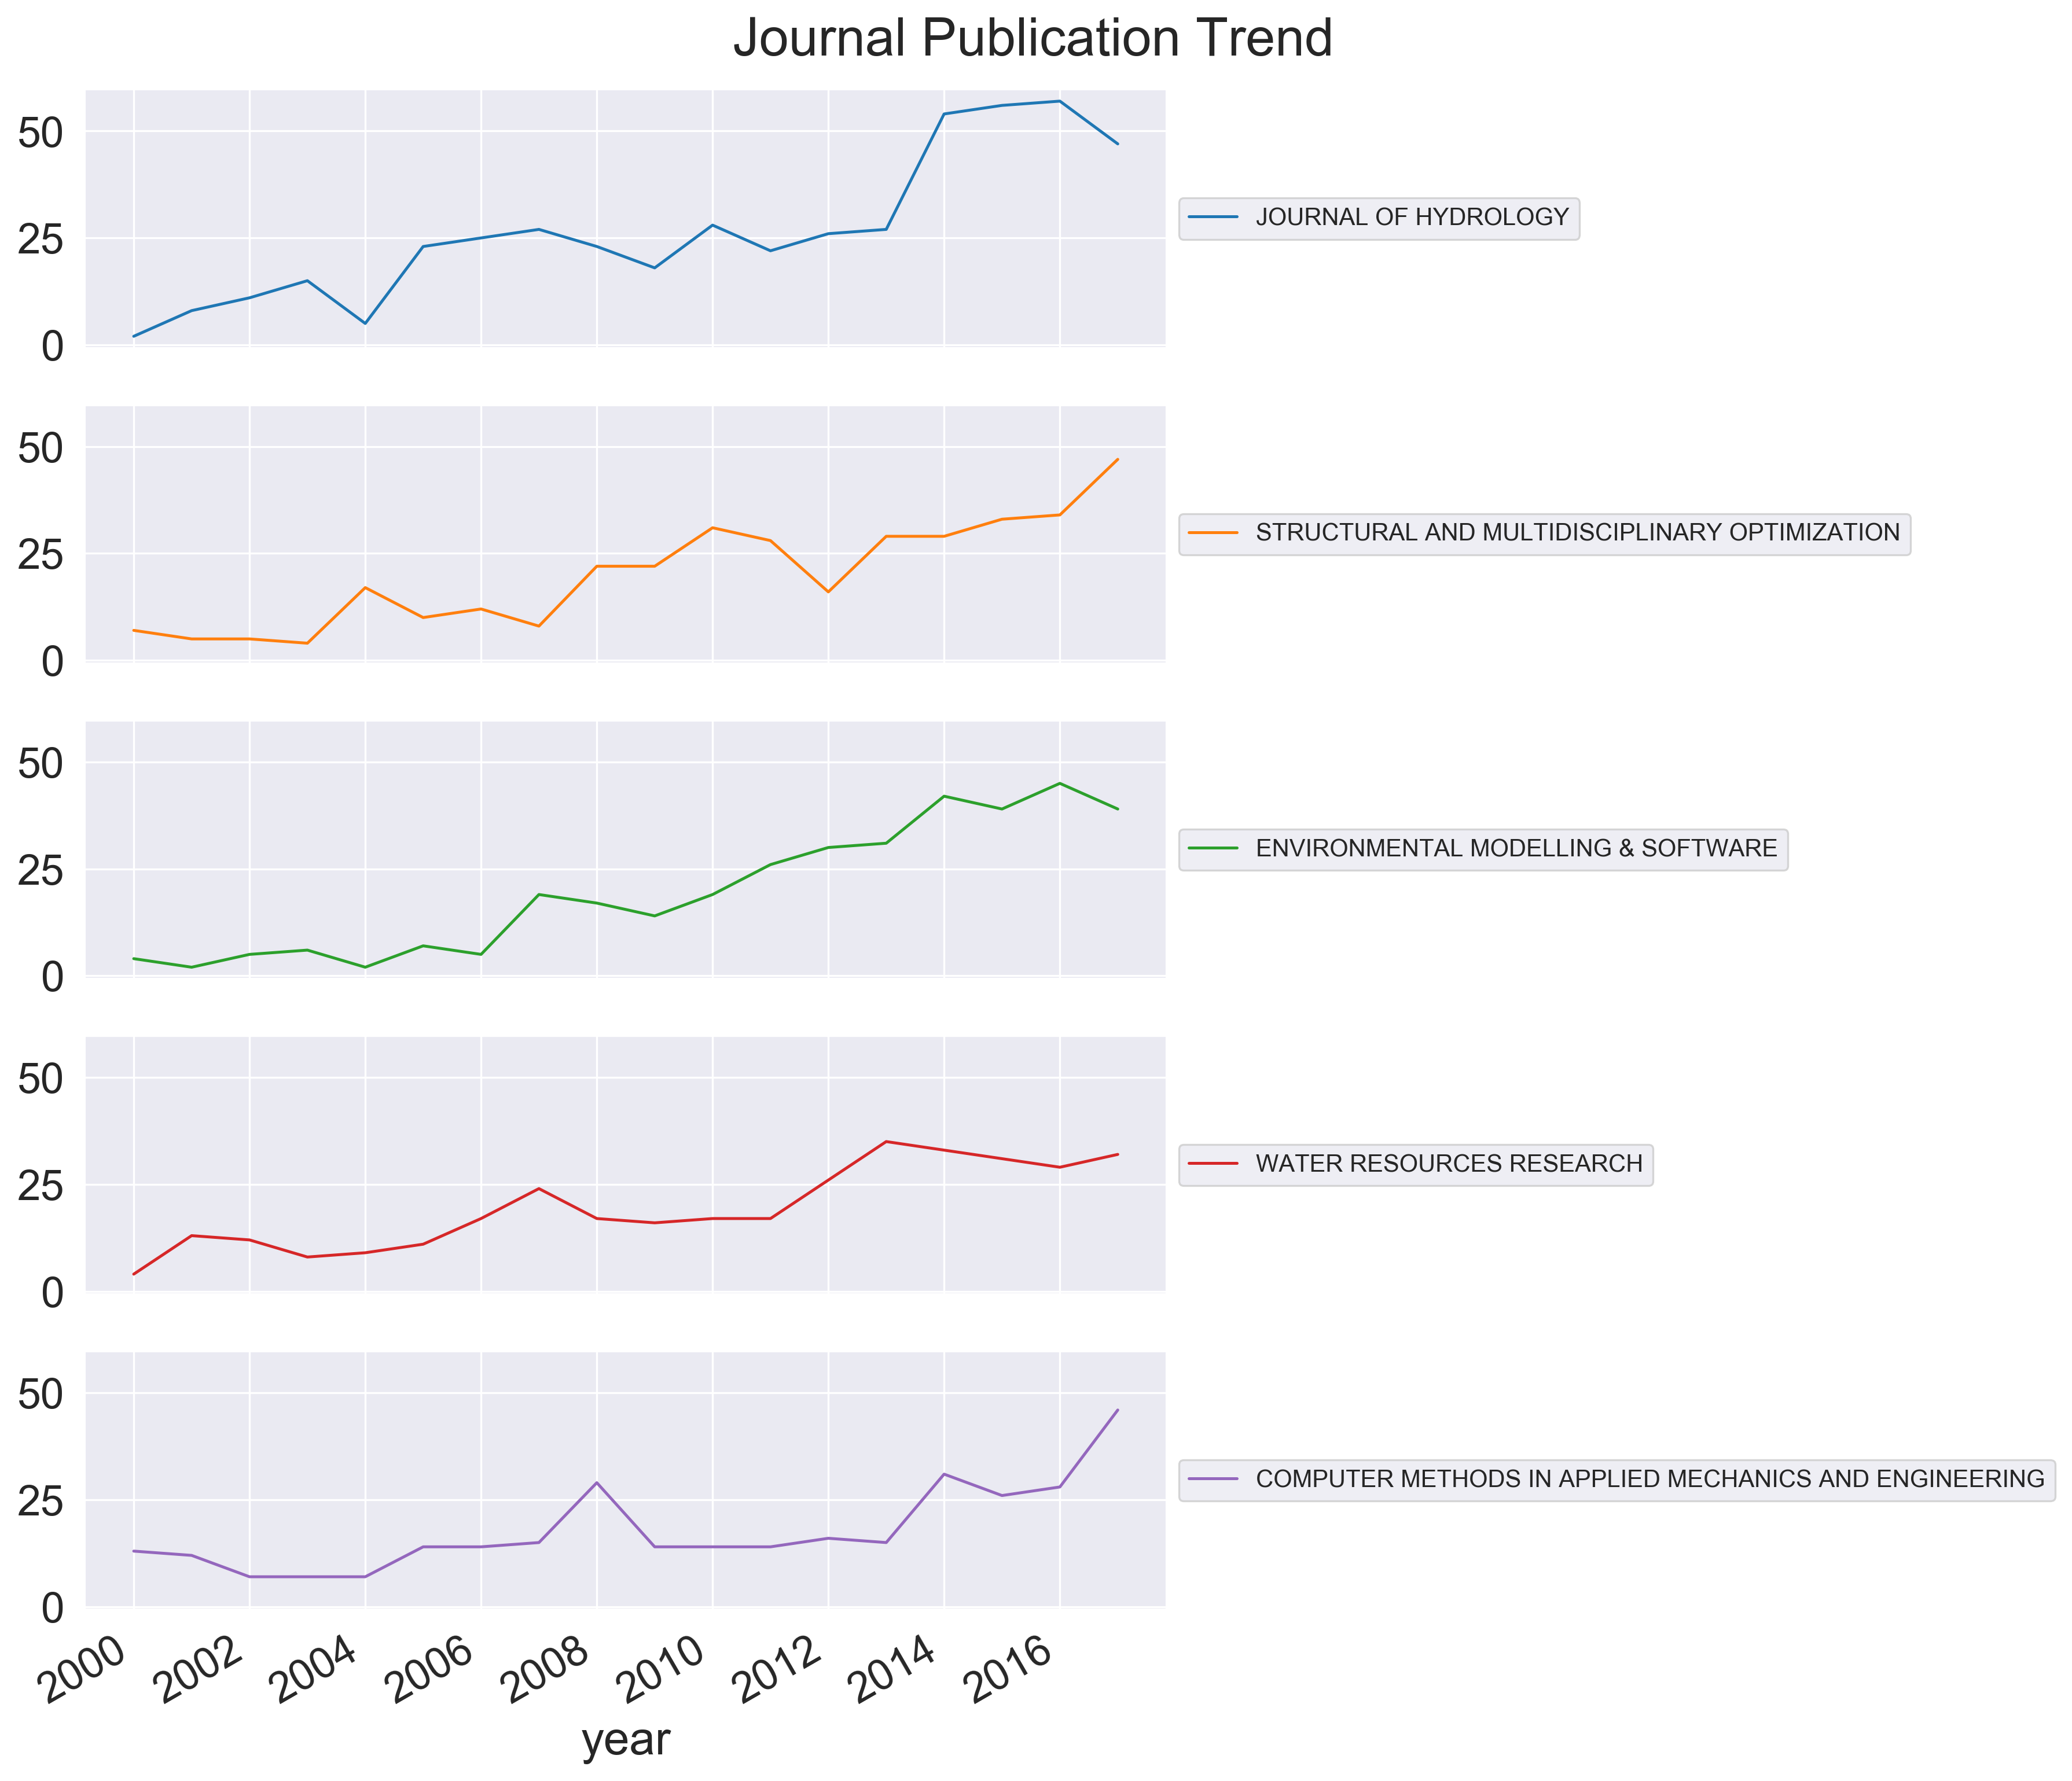 Journal Publication Trend
50
25
0
JOURNAL OF HYDROLOGY
50
25
0
STRUCTURAL AND MULTIDISCIPLINARY OPTIMIZATION
50
25
0
ENVIRONMENTAL MODELLING & SOFTWARE
50
25
0
WATER RESOURCES RESEARCH
50
25
0
COMPUTER METHODS IN APPLIED MECHANICS AND ENGINEERING
2000 2002 2004 2006 2008 2010 2012 2014 2016
year